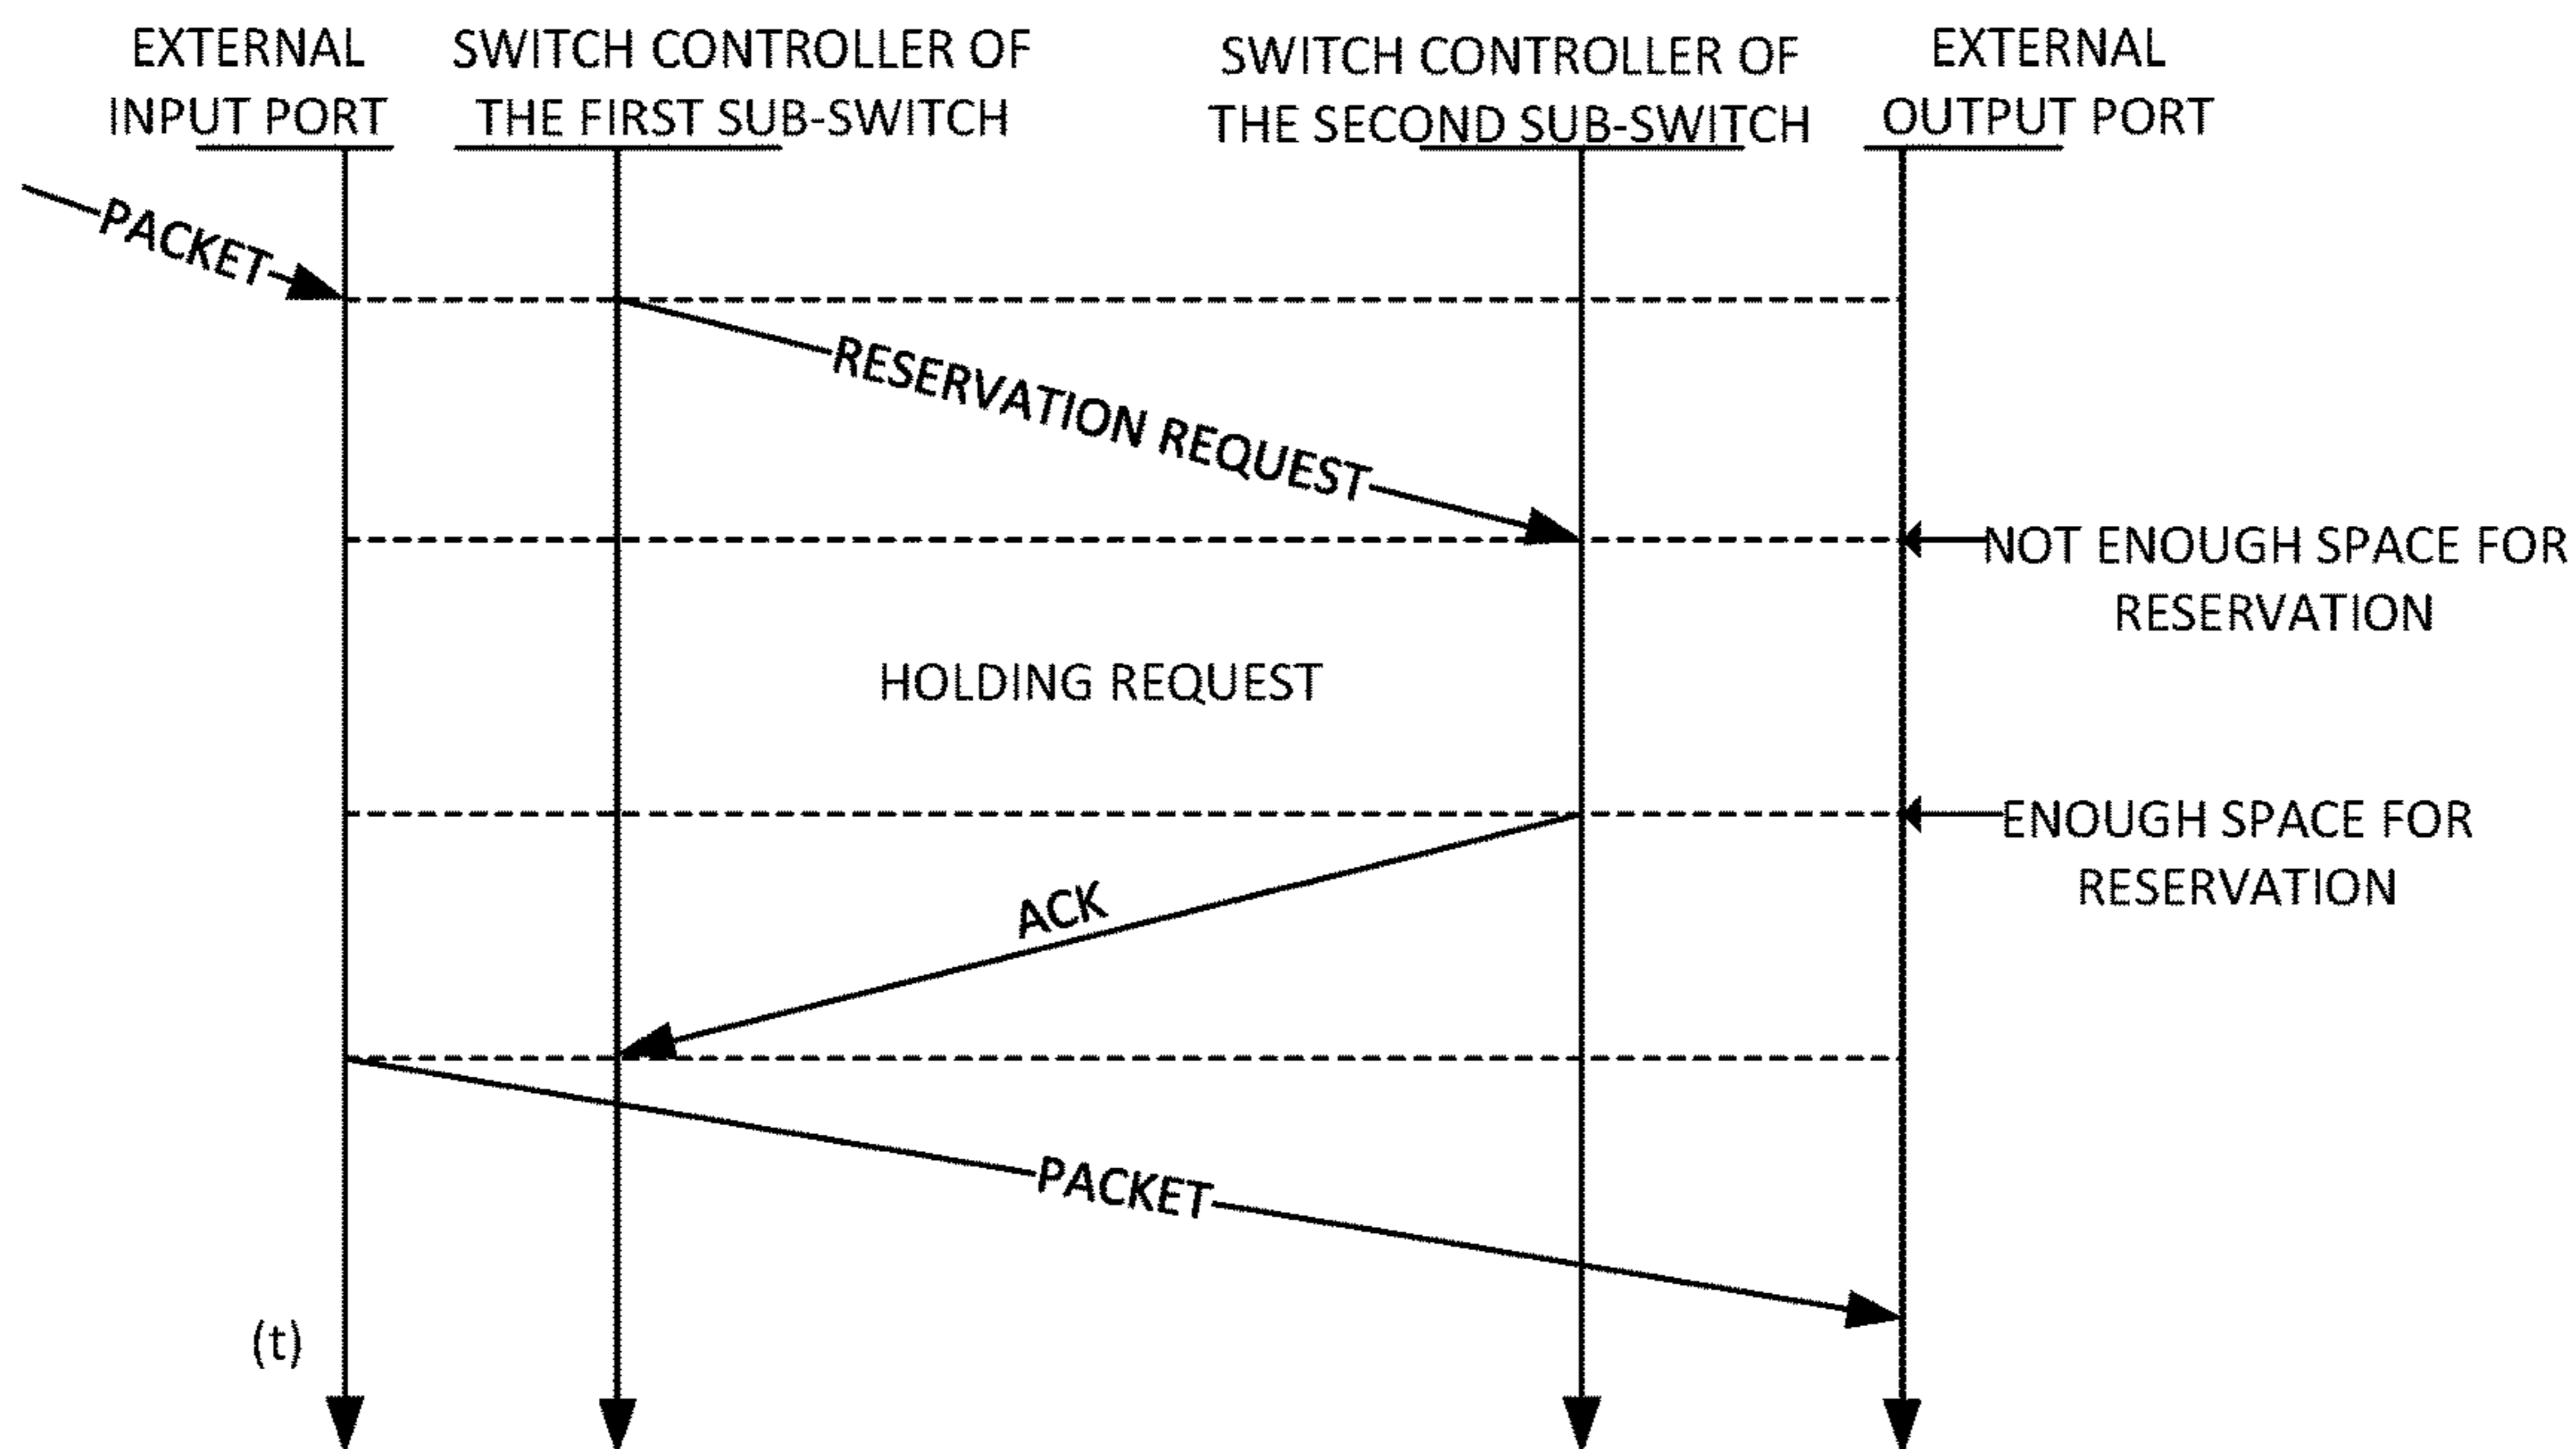 EXTERNAL
INPUT PORT
SWITCH CONTROLLER OF
THE FIRST SUB-SWITCH
SWITCH CONTROLLER OF
THE SECOND SUB-SWITCH
EXTERNAL
OUTPUT PORT
PACKET
RESERVATION REQUEST
NOT ENOUGH SPACE FOR
RESERVATION
HOLDING REQUEST
ENOUGH SPACE FOR
RESERVATION
ACK
PACKET
(t)